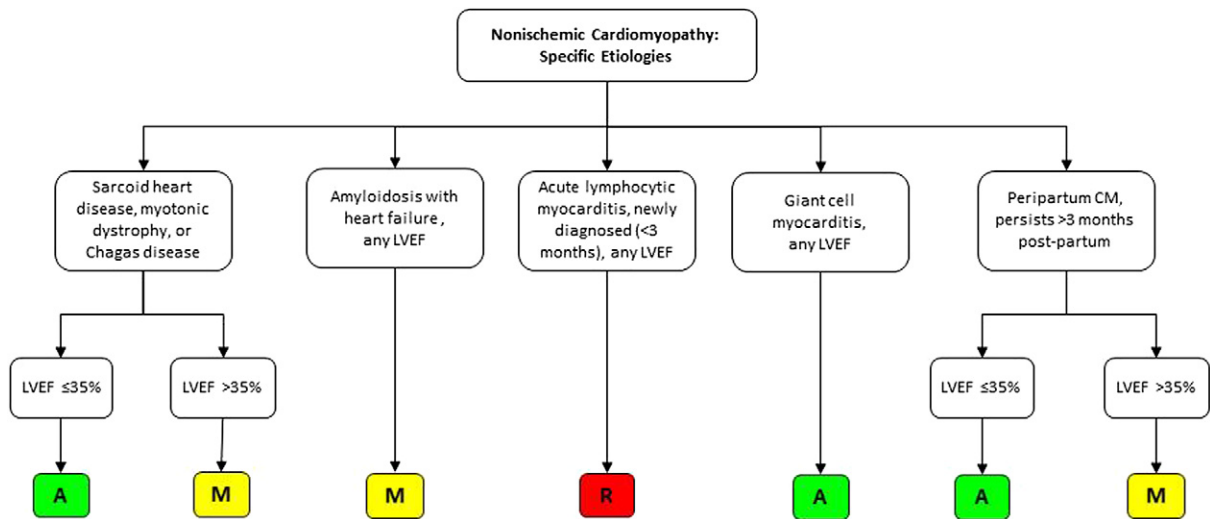 Nonischemic Cardiomyopathy:
Specific Etiologies
Sarcoid heart
disease, myotonic
dystrophy, or
Chagas disease
Amyloidosis with
heart failure ,
any LVEF
Acute lymphocytic
myocarditis, newly
diagnosed (<3
months), any LVEF
Giant cell
myocarditis,
any LVEF
Peripartum CM,
persists >3 months
post-partum
LVEF ≤35%
LVEF >35%
LVEF ≤35%
LVEF >35%
A
M
M
R
A
A
M